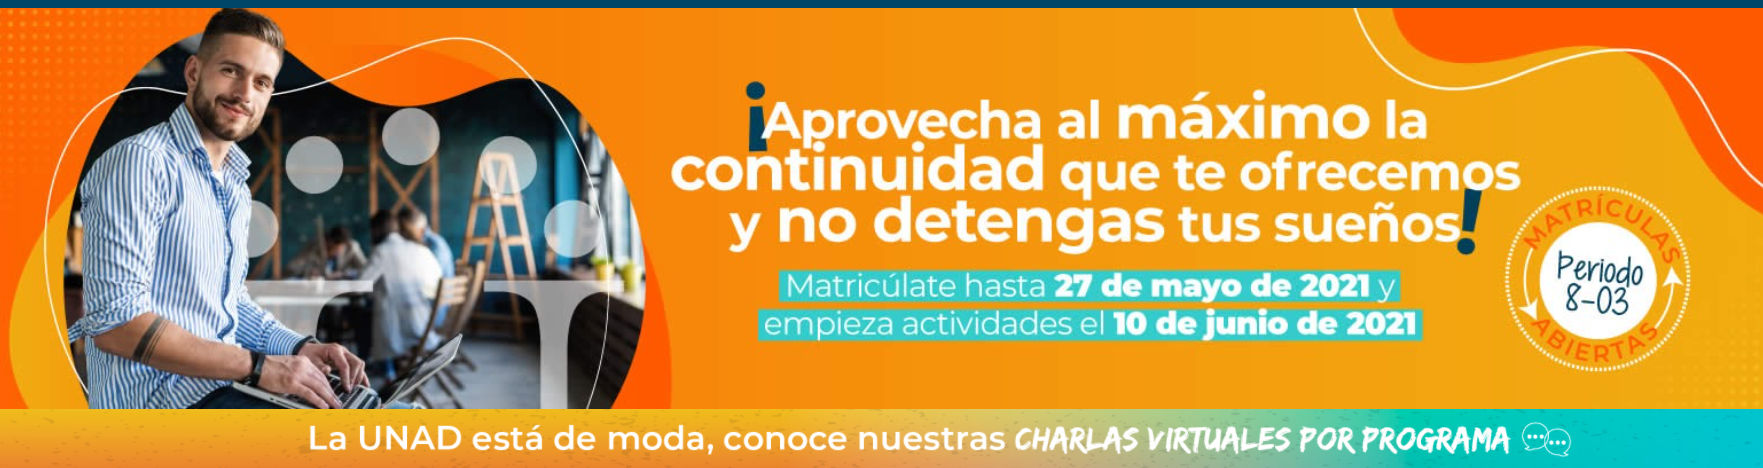 ¡Aprovecha al máximo la
continuidad que te ofrecemos
y no detengas tus sueños!
Matricúlate hasta 27 de mayo de 2021 y
empieza actividades el 10 de junio de 2021
MATRÍCULAS
Periodo
8-03
ABIERTAS
La UNAD está de moda, conoce nuestras CHARLAS VIRTUALES POR PROGRAMA